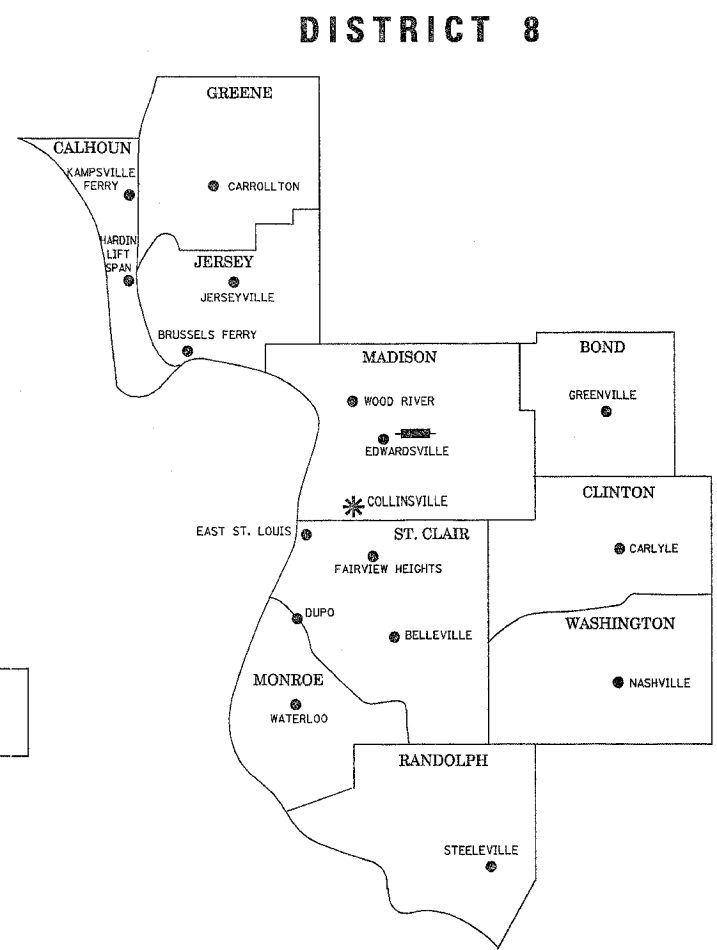 DISTRICT 8
GREENE
CALHOUN
KAMPSVILLE
FERRY
CARROLLTON
HARDIN
LIFT
SPAN
JERSEY
JERSEYVILLE
BRUSSELS FERRY
MADISON
BOND
WOOD RIVER
GREENVILLE
EDWARDSVILLE
COLLINSVILLE
CLINTON
EAST ST. LOUIS
ST. CLAIR
CARLYLE
FAIRVIEW HEIGHTS
DUPO
WASHINGTON
BELLEVILLE
MONROE
NASHVILLE
WATERLOO
RANDOLPH
STEELEVILLE